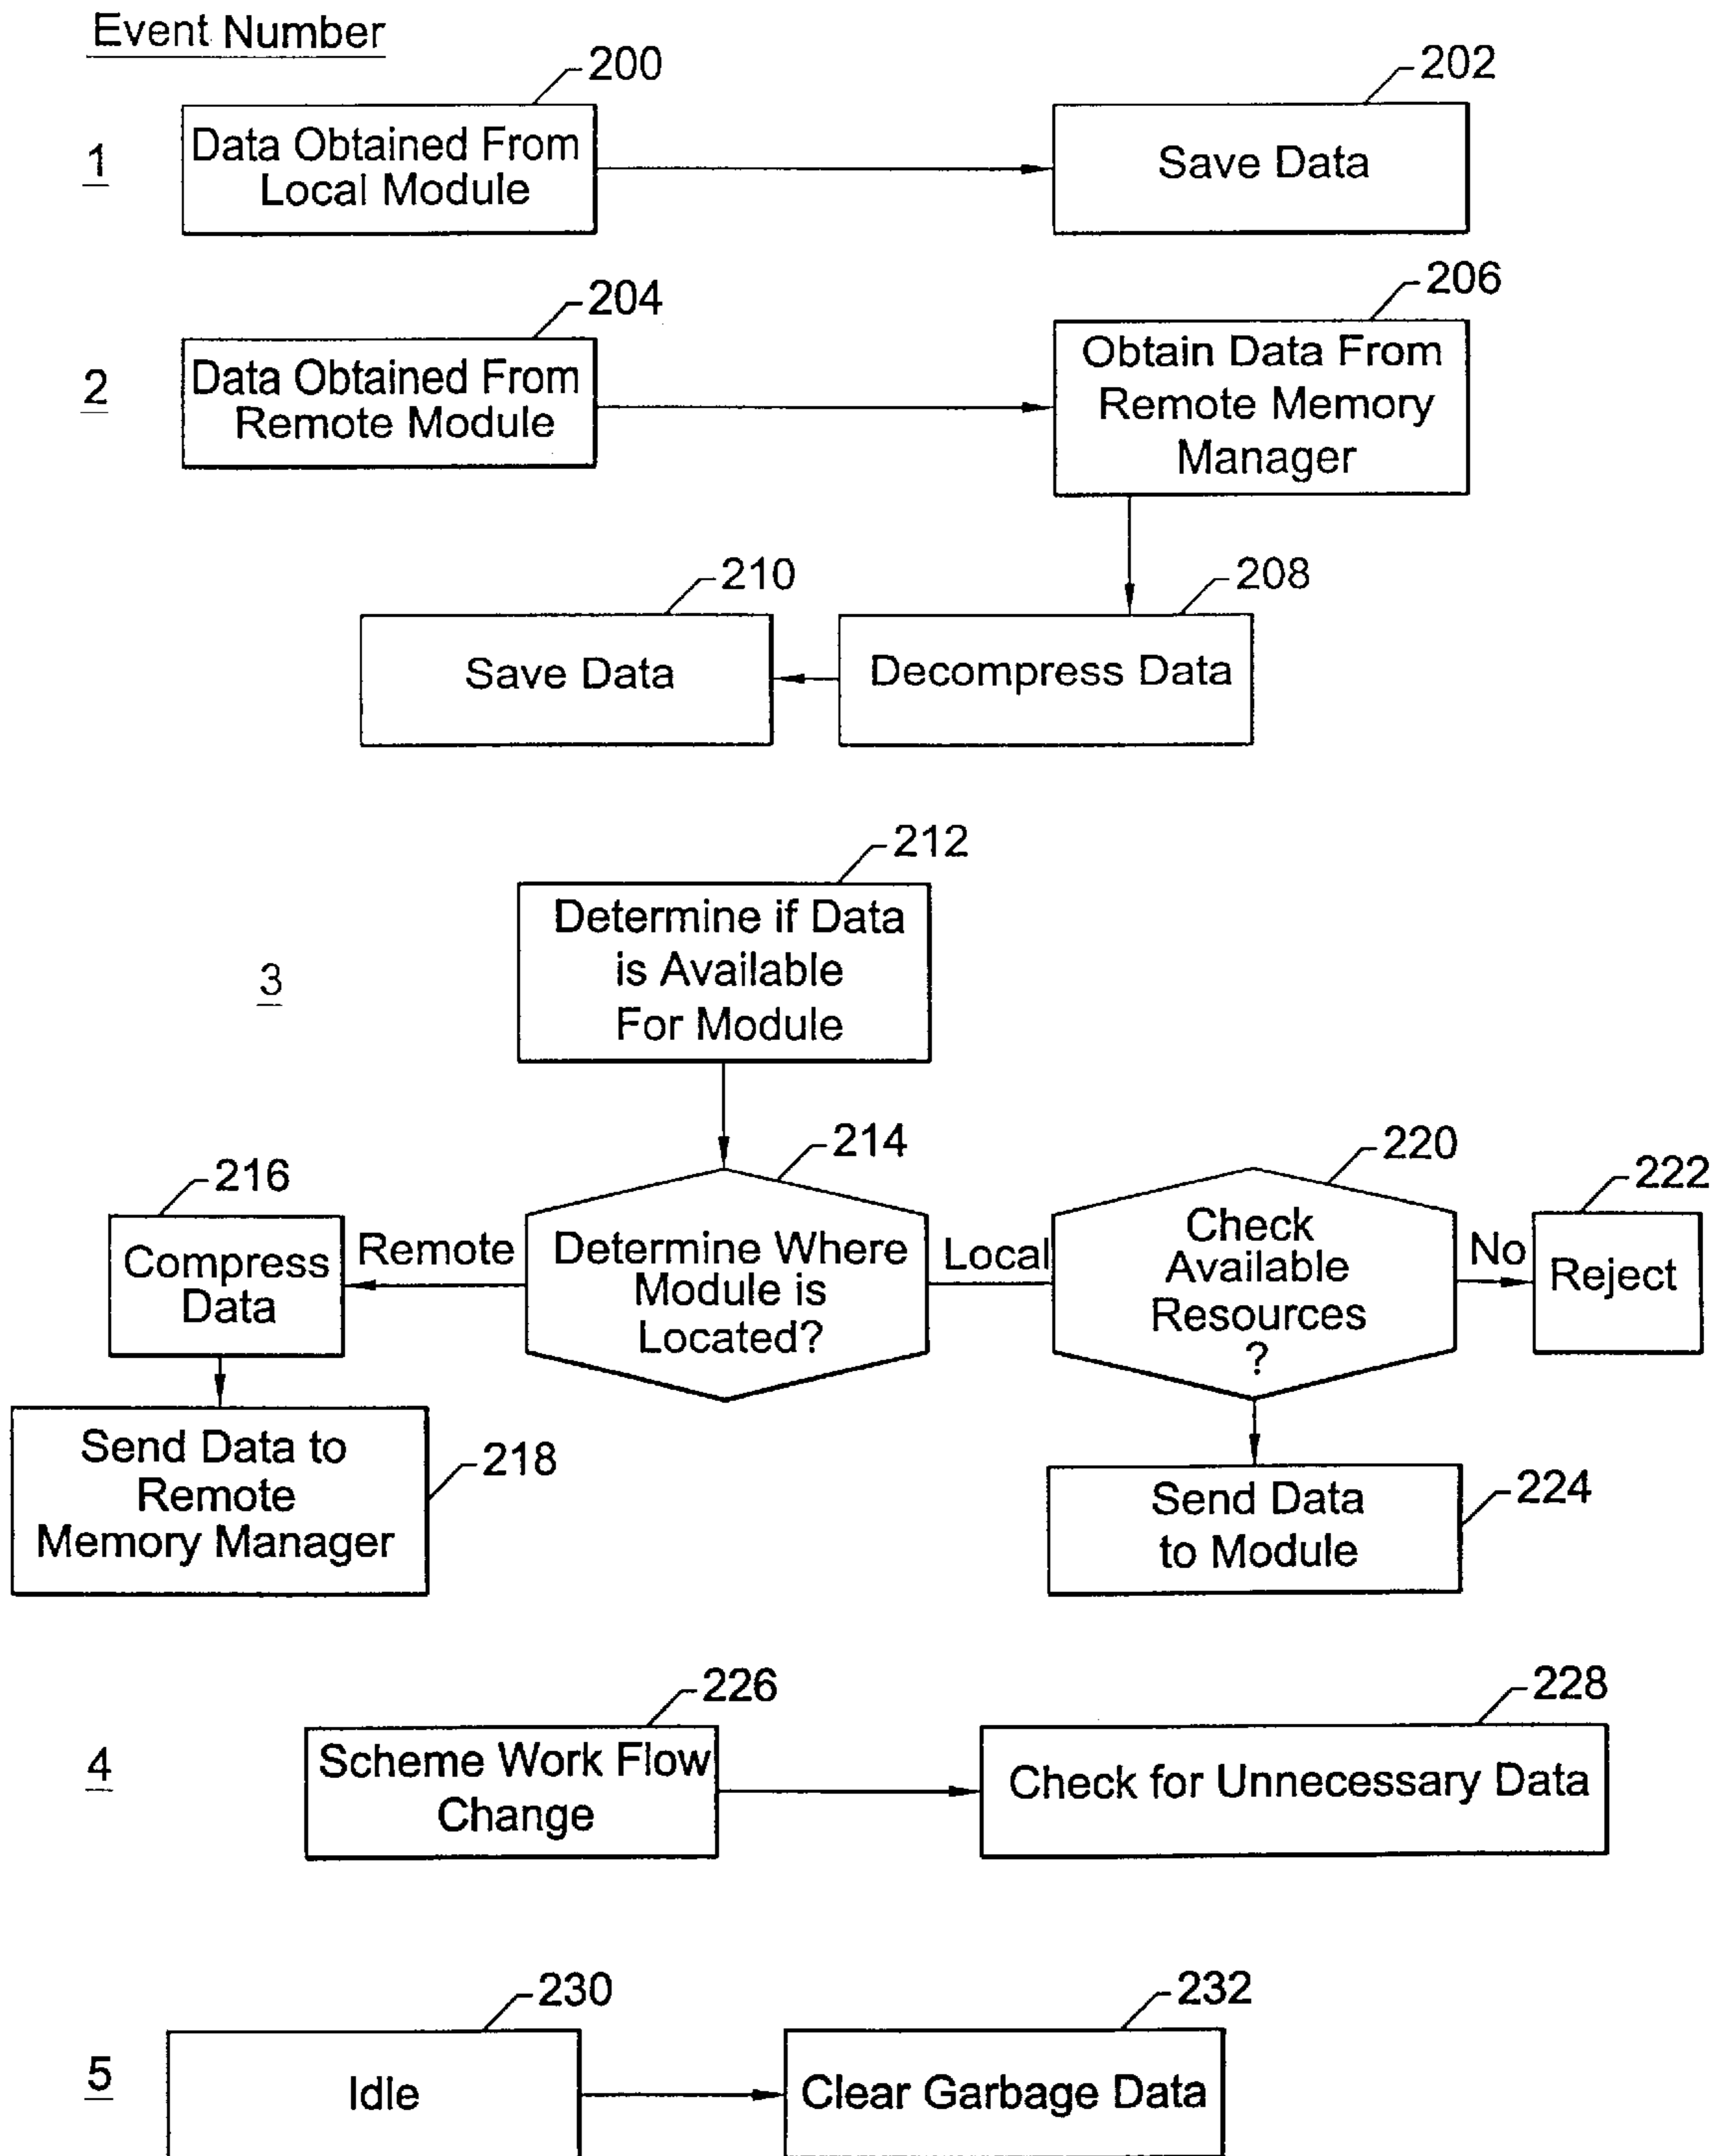 Event Number
200
202
1
Data Obtained From
Local Module
Save Data
204
206
2
Data Obtained From
Remote Module
Obtain Data From
Remote Memory
Manager
210
208
Save Data
Decompress Data
212
3
Determine if Data
is Available
For Module
214
220
216
222
Compress
Data
Remote
Determine Where
Module is
Located?
Local
Check
Available
Resources
?
No
Reject
Send Data to
Remote
Memory Manager
218
Send Data
to Module
224
226
228
4
Scheme Work Flow
Change
Check for Unnecessary Data
230
232
5
Idle
Clear Garbage Data